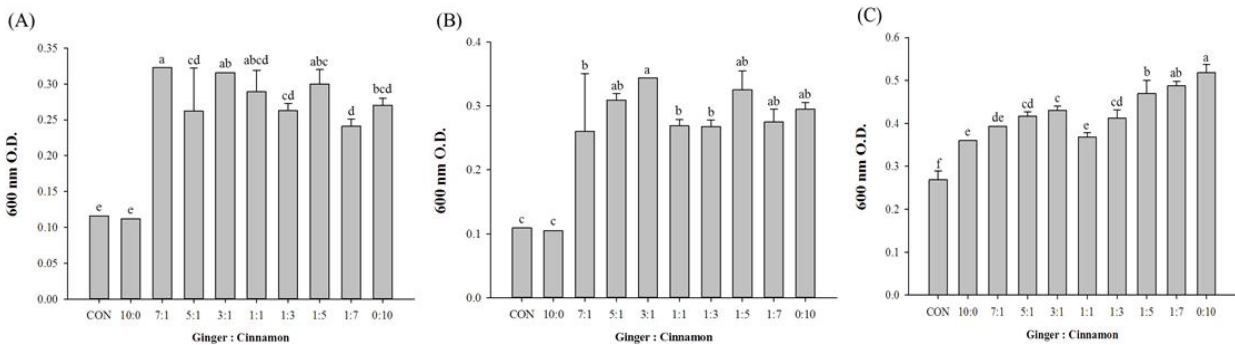 (A)
600 nm O.D.
0.35
0.30
0.25
0.20
0.15
0.10
0.05
0.00
e e a cd ab abcd cd abc d bcd
CON 10:0 7:1 5:1 3:1 1:1 1:3 1:5 1:7 0:10
Ginger : Cinnamon
(B)
600 nm O.D.
0.4
0.3
0.2
0.1
0.0
c c b ab a b b ab ab ab
CON 10:0 7:1 5:1 3:1 1:1 1:3 1:5 1:7 0:10
Ginger : Cinnamon
(C)
600 nm O.D.
0.6
0.5
0.4
0.3
0.2
0.1
0.0
f e de cd c e cd b ab a
CON 10:0 7:1 5:1 3:1 1:1 1:3 1:5 1:7 0:10
Ginger : Cinnamon